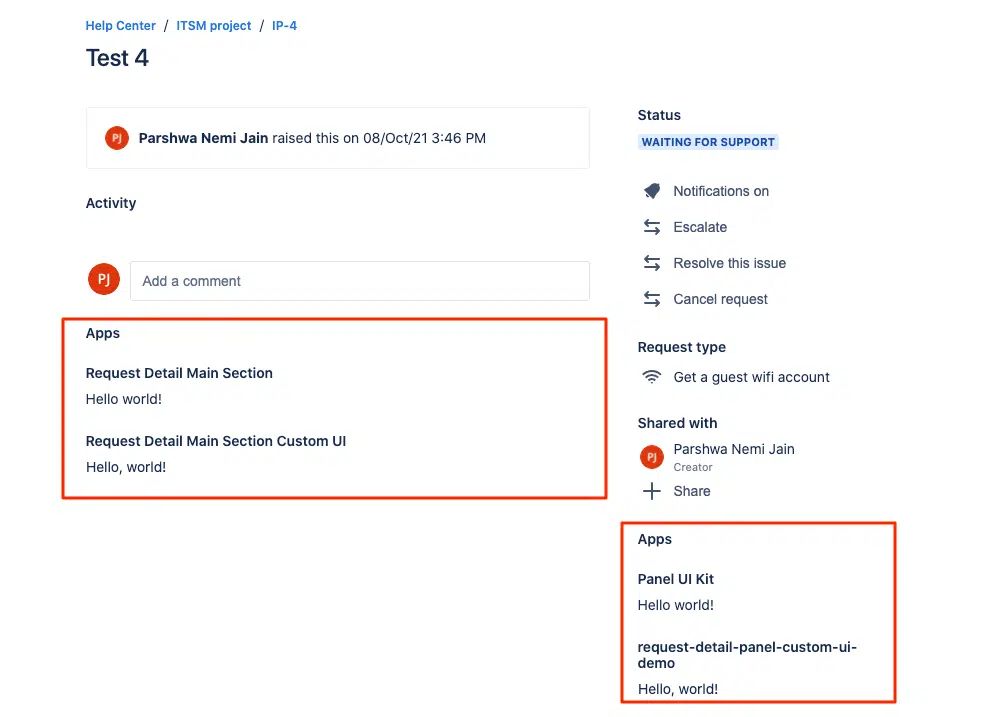 Help Center / ITSM project / IP-4
Test 4
PJ Parshwa Nemi Jain raised this on 08/Oct/21 3:46 PM
Activity
PJ Add a comment
Apps
Request Detail Main Section
Hello world!
Request Detail Main Section Custom UI
Hello, world!
Status
WAITING FOR SUPPORT
Notifications on
Escalate
Resolve this issue
Cancel request
Request type
Get a guest wifi account
Shared with
PJ Parshwa Nemi Jain
Creator
Share
Apps
Panel UI Kit
Hello world!
request-detail-panel-custom-ui-
demo
Hello, world!